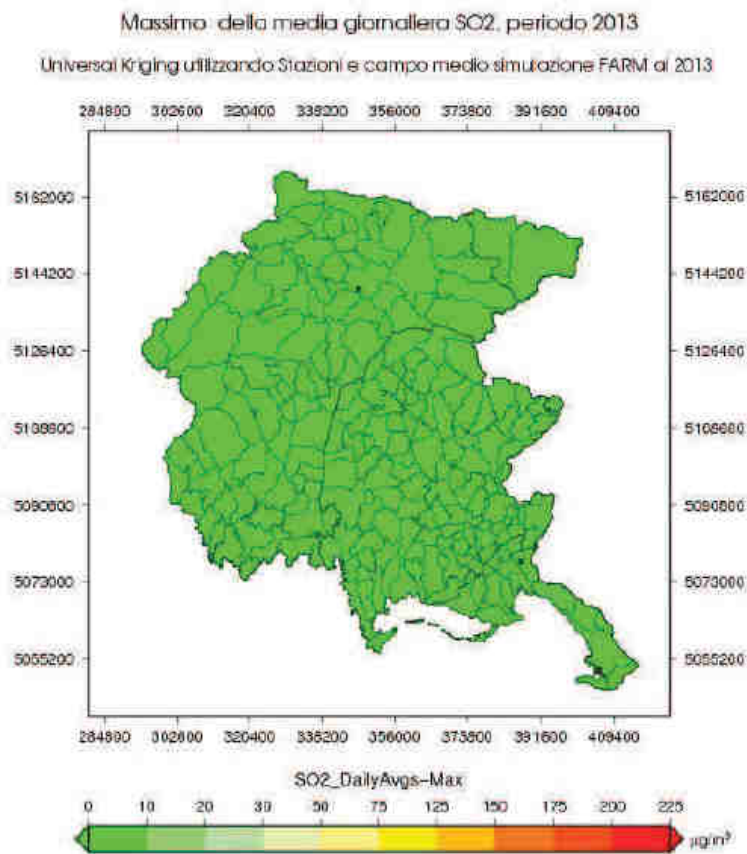 Massimo della media giornaliera SO2, periodo 2013
Universal Kriging utilizzando Stazioni e campo medio simulazione FARM al 2013
284800 302600 320400 338200 356000 373800 391600 409400
5162000 5162000
5144200 5144200
5126400 5126400
5108600 5108600
5090800 5090800
5073000 5073000
5055200 5055200
284800 302600 320400 338200 356000 373800 391600 409400
SO2_DailyAvgs-Max
0 10 20 30 50 75 125 150 175 200 225
µg/m³